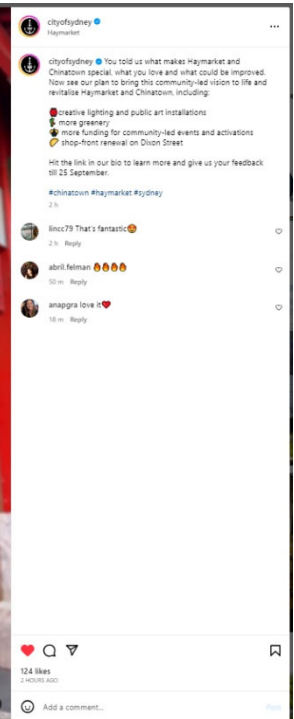 cityofsydney
Haymarket
cityofsydney You told us what makes Haymarket and
Chinatown special, what you love and what could be improved.
Now see our plan to bring this community-led vision to life and
revitalise Haymarket and Chinatown, including:
🏮creative lighting and public art installations
more greenery
more funding for community-led events and activations
🥟 shop-front renewal on Dixon Street
Hit the link in our bio to learn more and give us your feedback
till 25 September.
#chinatown #haymarket #sydney
2 h
lincc79 That's fantastic😍
2 h Reply
abril.felman 🔥🔥🔥🔥
50 m Reply
anapgra love it❤️
18 m Reply
124 likes
2 HOURS AGO
Add a comment...
Post